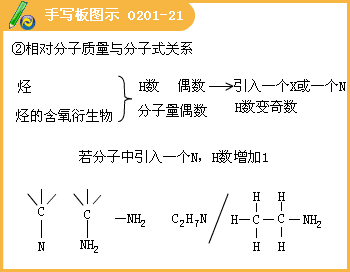 手写板图示 0201-21
②相对分子质量与分子式关系
烃 H数 偶数 引入一个X或一个N
烃的含氧衍生物 分子量偶数 H数变奇数
若分子中引入一个N，H数增加1
H H
C C —NH₂ C₂H₇N H—C—C—NH₂
N NH₂ H H